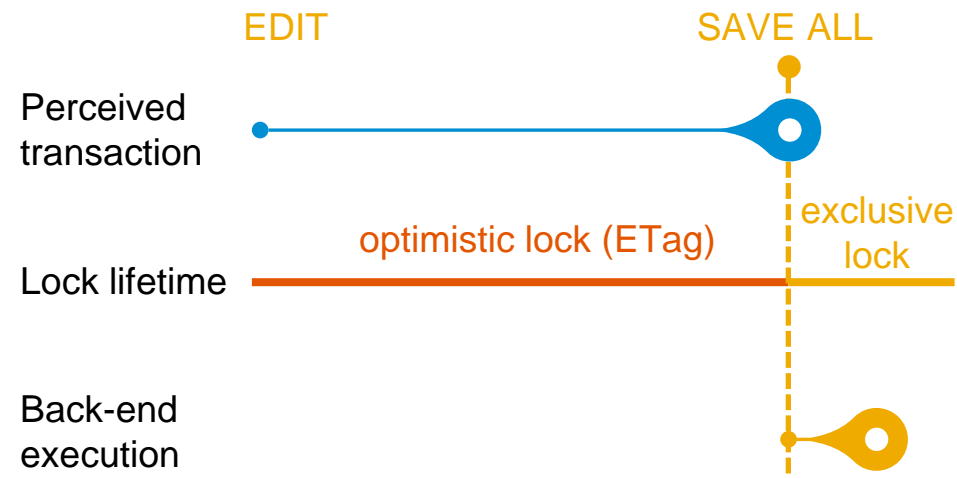 EDIT
SAVE ALL
Perceived
transaction
exclusive
lock
optimistic lock (ETag)
Lock lifetime
Back-end
execution